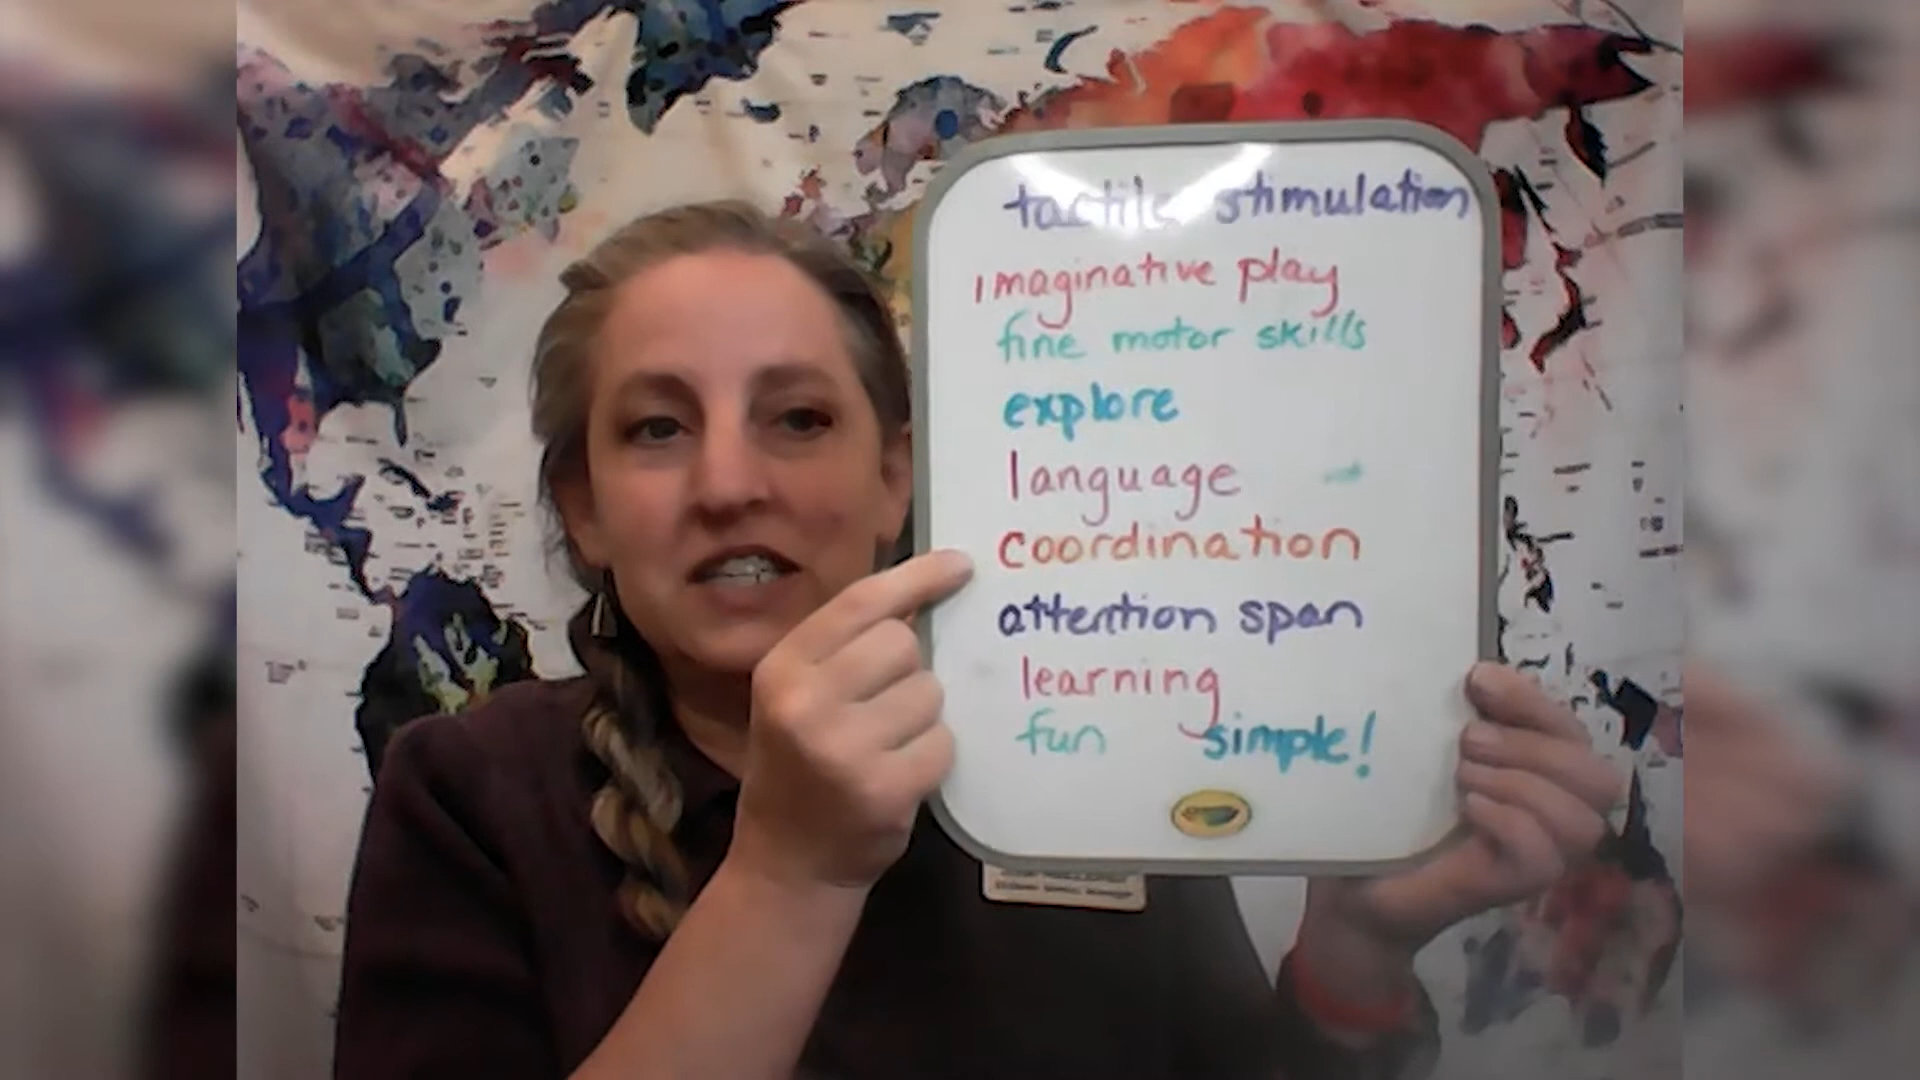 tactile stimulation
imaginative play
fine motor skills
explore
language
coordination
attention span
learning
fun simple!